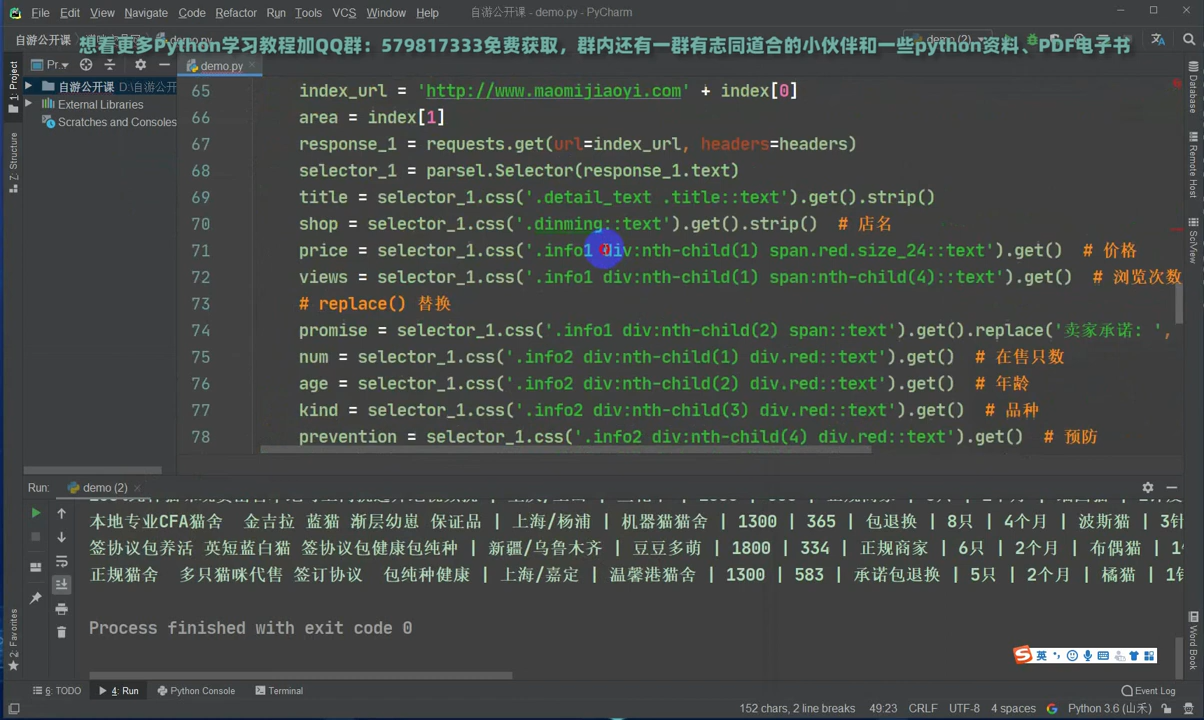 File Edit View Navigate Code Refactor Run Tools VCS Window Help 自游公开课 - demo.py - PyCharm
自游公开课
demo (2)
想看更多Python学习教程加QQ群：579817333免费获取，群内还有一群有志同道合的小伙伴和一些python资料、PDF电子书
Pr... demo.py
1: Project
自游公开课 D:\自游公开
External Libraries
Scratches and Consoles
Z: Structure
65 index_url = 'http://www.maomijiaoyi.com' + index[0]
66 area = index[1]
67 response_1 = requests.get(url=index_url, headers=headers)
68 selector_1 = parsel.Selector(response_1.text)
69 title = selector_1.css('.detail_text .title::text').get().strip()
70 shop = selector_1.css('.dinming::text').get().strip() # 店名
71 price = selector_1.css('.info1 div:nth-child(1) span.red.size_24::text').get() # 价格
72 views = selector_1.css('.info1 div:nth-child(1) span:nth-child(4)::text').get() # 浏览次数
73 # replace() 替换
74 promise = selector_1.css('.info1 div:nth-child(2) span::text').get().replace('卖家承诺: ',
75 num = selector_1.css('.info2 div:nth-child(1) div.red::text').get() # 在售只数
76 age = selector_1.css('.info2 div:nth-child(2) div.red::text').get() # 年龄
77 kind = selector_1.css('.info2 div:nth-child(3) div.red::text').get() # 品种
78 prevention = selector_1.css('.info2 div:nth-child(4) div.red::text').get() # 预防
Database
Remote Host
SciView
Word Book
Run: demo (2)
本地专业CFA猫舍 金吉拉 蓝猫 渐层幼崽 保证品 | 上海/杨浦 | 机器猫猫舍 | 1300 | 365 | 包退换 | 8只 | 4个月 | 波斯猫 | 3针
签协议包养活 英短蓝白猫 签协议包健康包纯种 | 新疆/乌鲁木齐 | 豆豆多萌 | 1800 | 334 | 正规商家 | 6只 | 2个月 | 布偶猫 |
正规猫舍 多只猫咪代售 签订协议 包纯种健康 | 上海/嘉定 | 温馨港猫舍 | 1300 | 583 | 承诺包退换 | 5只 | 2个月 | 橘猫 |
Process finished with exit code 0
2: Favorites
英
6: TODO 4: Run Python Console Terminal Event Log
152 chars, 2 line breaks 49:23 CRLF UTF-8 4 spaces Python 3.6 (山禾)